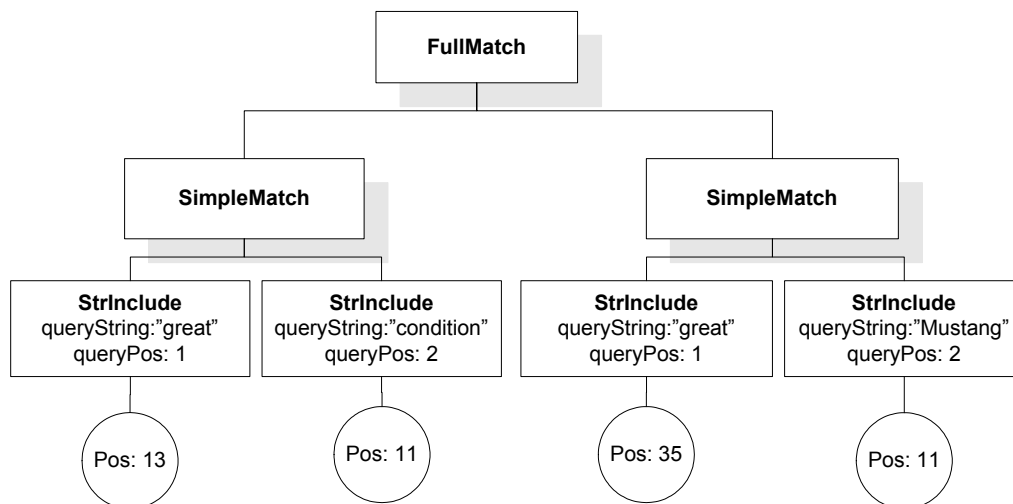 FullMatch
SimpleMatch
SimpleMatch
StrInclude
queryString:”great”
queryPos: 1
StrInclude
queryString:”condition”
queryPos: 2
StrInclude
queryString:”great”
queryPos: 1
StrInclude
queryString:”Mustang”
queryPos: 2
Pos: 13
Pos: 11
Pos: 35
Pos: 11